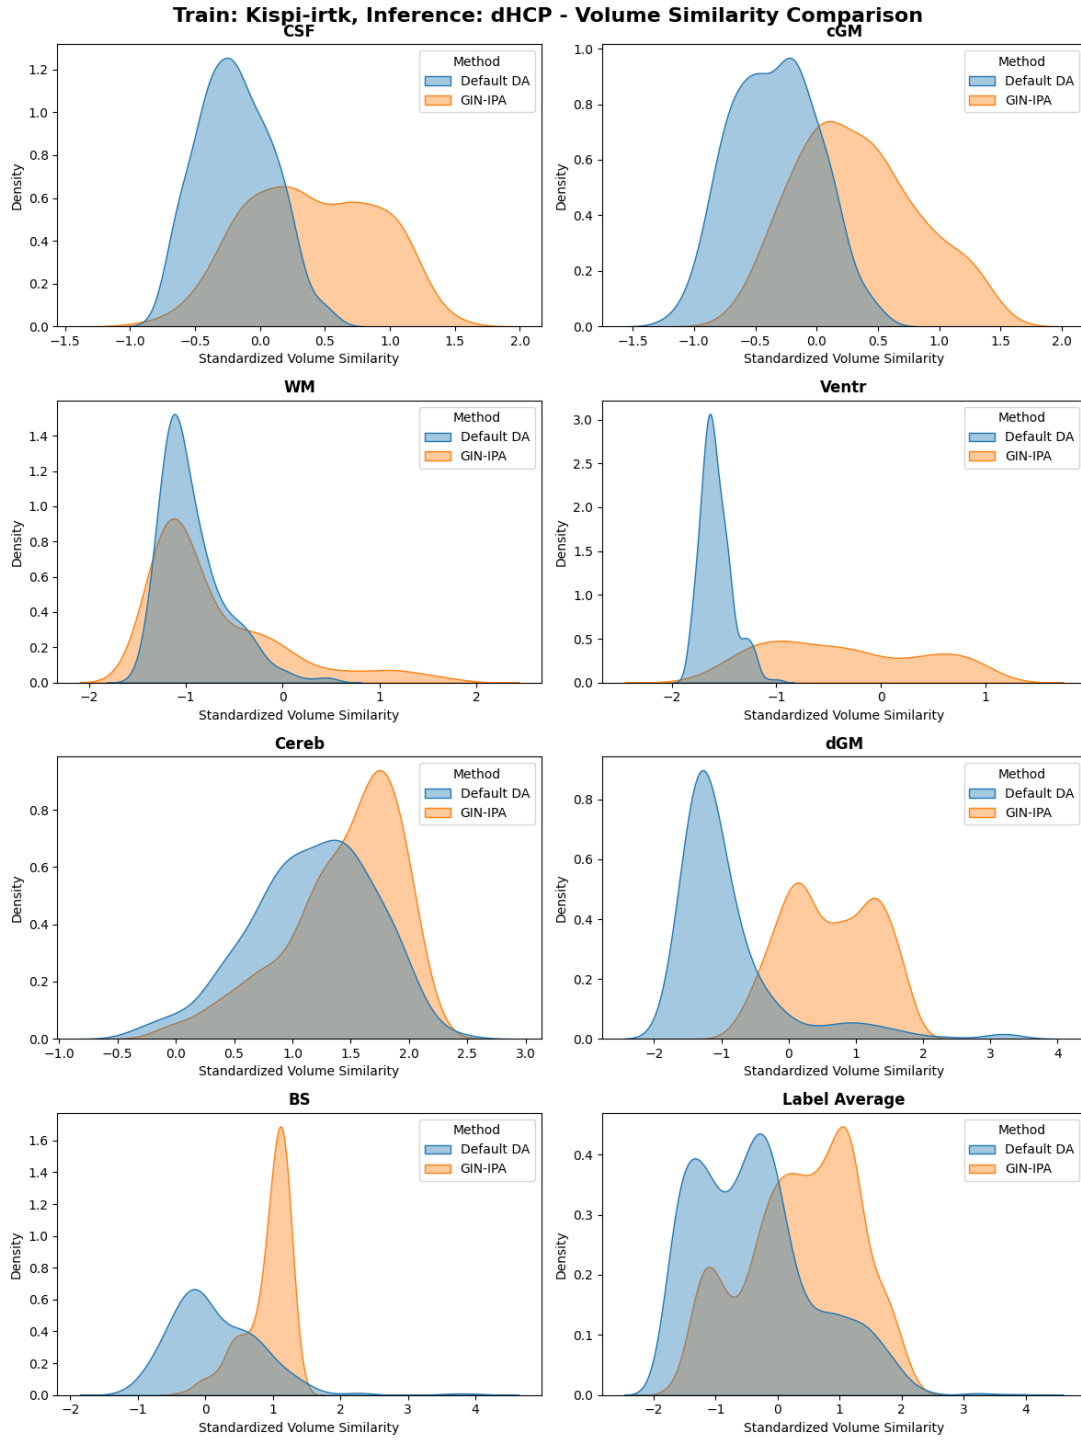 Train: Kispi-irtk, Inference: dHCP - Volume Similarity Comparison
CSF
Method
Default DA
GIN-IPA
Density
0.0
0.2
0.4
0.6
0.8
1.0
1.2
−1.5 −1.0 −0.5 0.0 0.5 1.0 1.5 2.0
Standardized Volume Similarity
cGM
Method
Default DA
GIN-IPA
Density
0.0
0.2
0.4
0.6
0.8
1.0
−1.5 −1.0 −0.5 0.0 0.5 1.0 1.5 2.0
Standardized Volume Similarity
WM
Method
Default DA
GIN-IPA
Density
0.0
0.2
0.4
0.6
0.8
1.0
1.2
1.4
−2 −1 0 1 2
Standardized Volume Similarity
Ventr
Method
Default DA
GIN-IPA
Density
0.0
0.5
1.0
1.5
2.0
2.5
3.0
−2 −1 0 1
Standardized Volume Similarity
Cereb
Method
Default DA
GIN-IPA
Density
0.0
0.2
0.4
0.6
0.8
−1.0 −0.5 0.0 0.5 1.0 1.5 2.0 2.5 3.0
Standardized Volume Similarity
dGM
Method
Default DA
GIN-IPA
Density
0.0
0.2
0.4
0.6
0.8
−2 −1 0 1 2 3 4
Standardized Volume Similarity
BS
Method
Default DA
GIN-IPA
Density
0.0
0.2
0.4
0.6
0.8
1.0
1.2
1.4
1.6
−2 −1 0 1 2 3 4
Standardized Volume Similarity
Label Average
Method
Default DA
GIN-IPA
Density
0.0
0.1
0.2
0.3
0.4
−2 −1 0 1 2 3 4
Standardized Volume Similarity